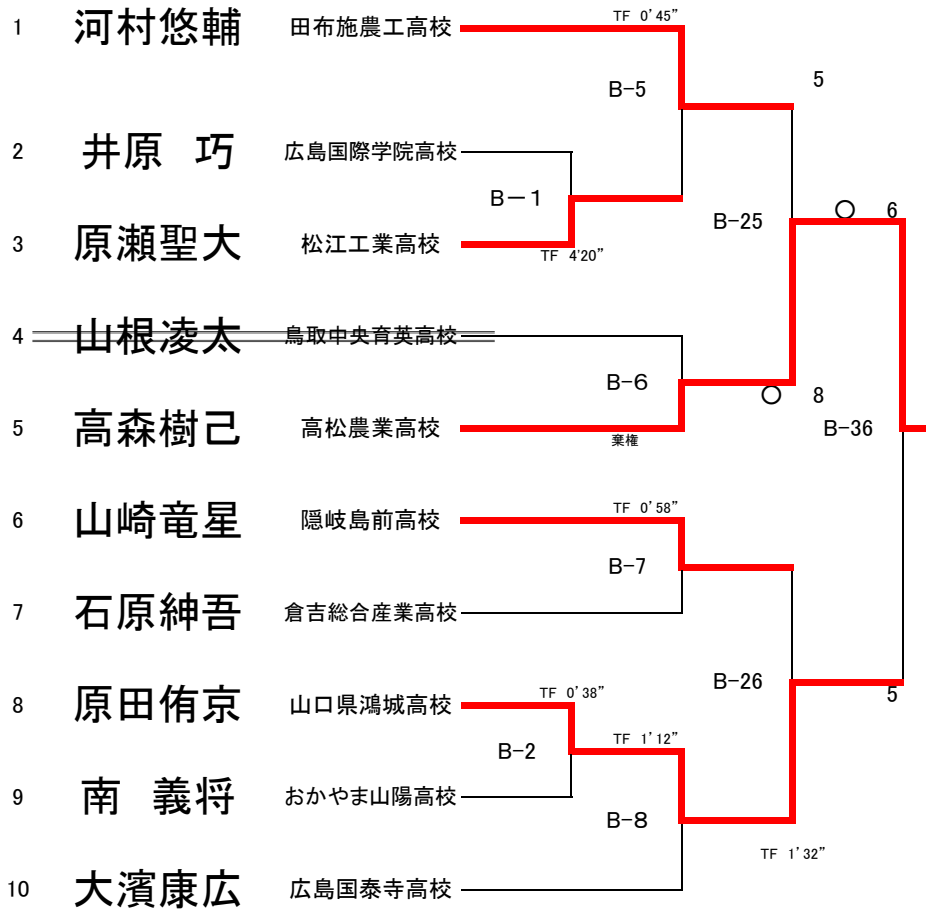 1 河村悠輔 田布施農工高校 TF 0'45”
B-5 5
2 井原 巧 広島国際学院高校
B－1
B-25 ○ 6
3 原瀬聖大 松江工業高校 TF 4'20”
4 山根凌太 鳥取中央育英高校
B-6 ○ 8
5 高森樹己 高松農業高校 棄権 B-36
6 山崎竜星 隠岐島前高校 TF 0'58”
B-7
7 石原紳吾 倉吉総合産業高校
B-26 5
8 原田侑京 山口県鴻城高校 TF 0'38”
B-2 TF 1'12”
9 南 義将 おかやま山陽高校
B-8
TF 1'32”
10 大濱康広 広島国泰寺高校